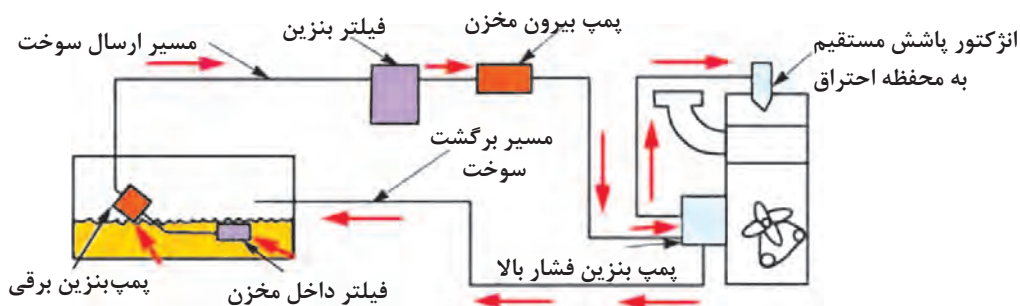 پمپ بیرون مخزن
فیلتر بنزین
مسیر ارسال سوخت
انژکتور پاشش مستقیم
به محفظه احتراق
مسیر برگشت
سوخت
پمپ بنزین فشار بالا
فیلتر داخل مخزن
پمپ‌بنزین برقی